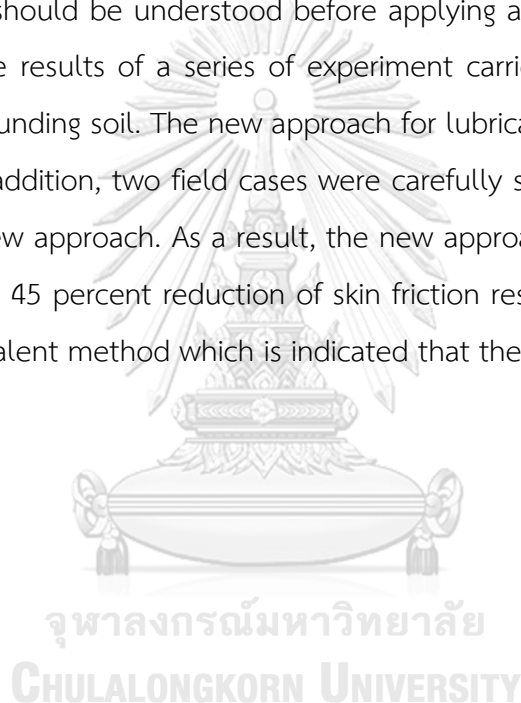 should be understood before applying a
e results of a series of experiment carri
unding soil. The new approach for lubrica
addition, two field cases were carefully s
ew approach. As a result, the new approa
45 percent reduction of skin friction res
alent method which is indicated that the
จุฬาลงกรณ์มหาวิทยาลัย
CHULALONGKORN UNIVERSITY